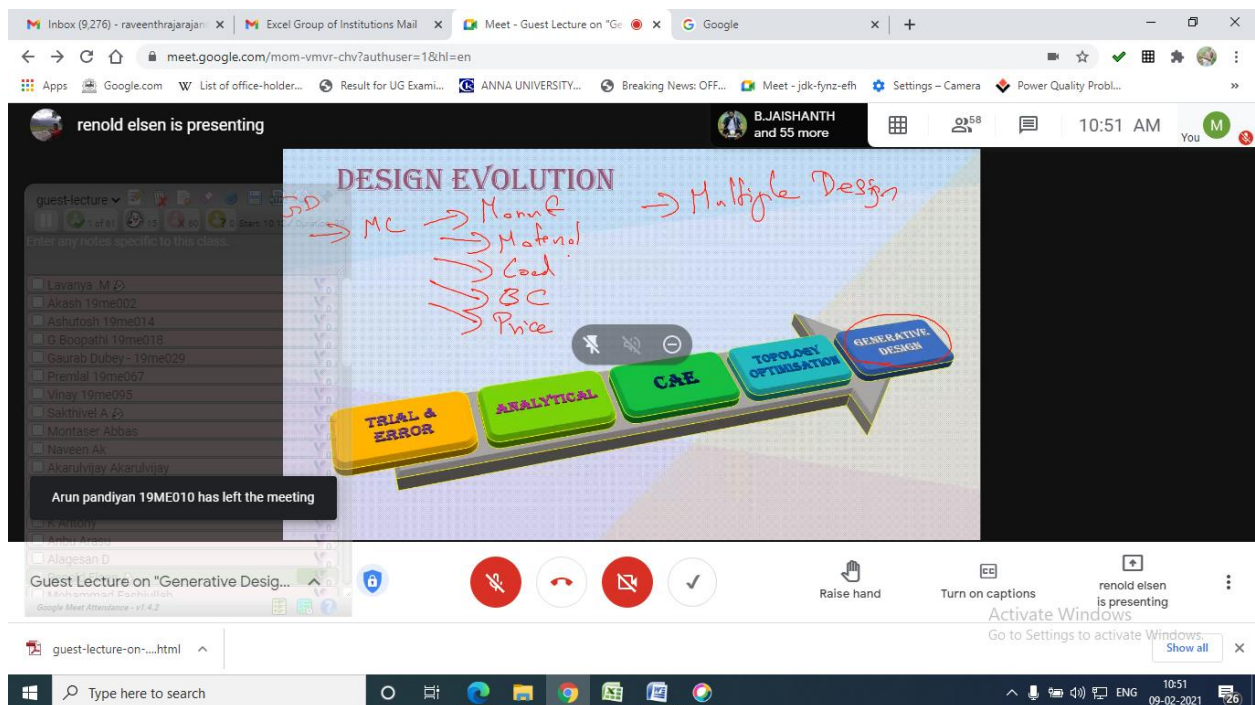 Inbox (9,276) - raveenthrajarajan
Excel Group of Institutions Mail
Meet - Guest Lecture on "Ge
Google
meet.google.com/mom-vmvr-chv?authuser=1&hl=en
Apps
Google.com
List of office-holder...
Result for UG Exami...
ANNA UNIVERSITY...
Breaking News: OFF...
Meet - jdk-fynz-efh
Settings – Camera
Power Quality Probl...
»
renold elsen is presenting
B.JAISHANTH
and 55 more
58
10:51 AM
You
M
guest-lecture
Enter any notes specific to this class.
Lavanya M
Akash 19me002
Ashutosh 19me014
G Boopathi 19me018
Gaurab Dubey - 19me029
Premlal 19me067
Vinay 19me095
Sakthivel A
Montaser Abbas
Naveen Ak
Akarulvijay Akarulvijay
Arun pandiyan 19ME010 has left the meeting
K Antony
Anbu Arasu
Alagesan D
Google Meet Attendance - v1.4.2
DESIGN EVOLUTION
→ MC → Manuf
→ Material
→ BC
→ Price
→ Multiple Design
TRIAL &
ERROR
ANALYTICAL
CAE
TOPOLOGY
OPTIMISATION
GENERATIVE
DESIGN
Guest Lecture on "Generative Desig...
Raise hand
Turn on captions
renold elsen
is presenting
Activate Windows
Go to Settings to activate Windows.
guest-lecture-on-....html
Show all
Type here to search
ENG
10:51
09-02-2021
26